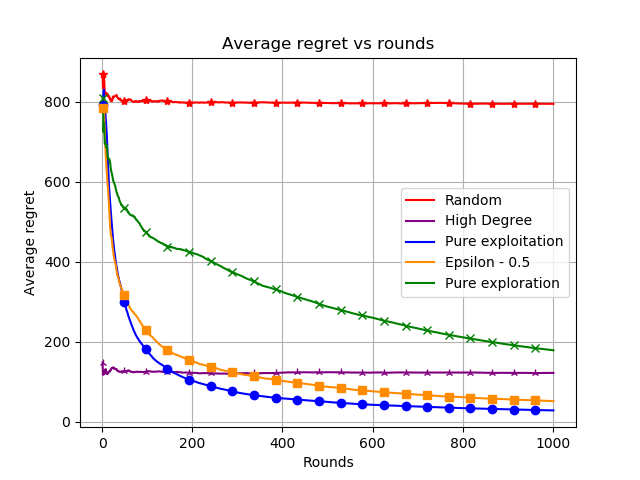 Average regret vs rounds
800
600
400
200
0
Average regret
Random
High Degree
Pure exploitation
Epsilon - 0.5
Pure exploration
0 200 400 600 800 1000
Rounds